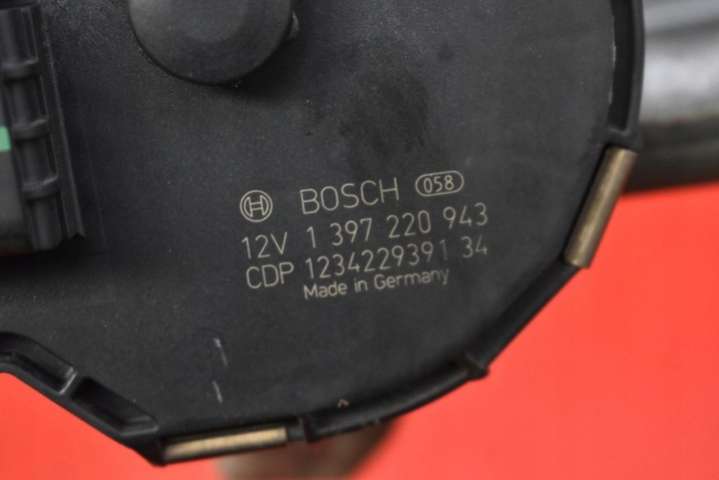 BOSCH 058
12V 1 397 220 943
CDP 1234229391 34
Made in Germany